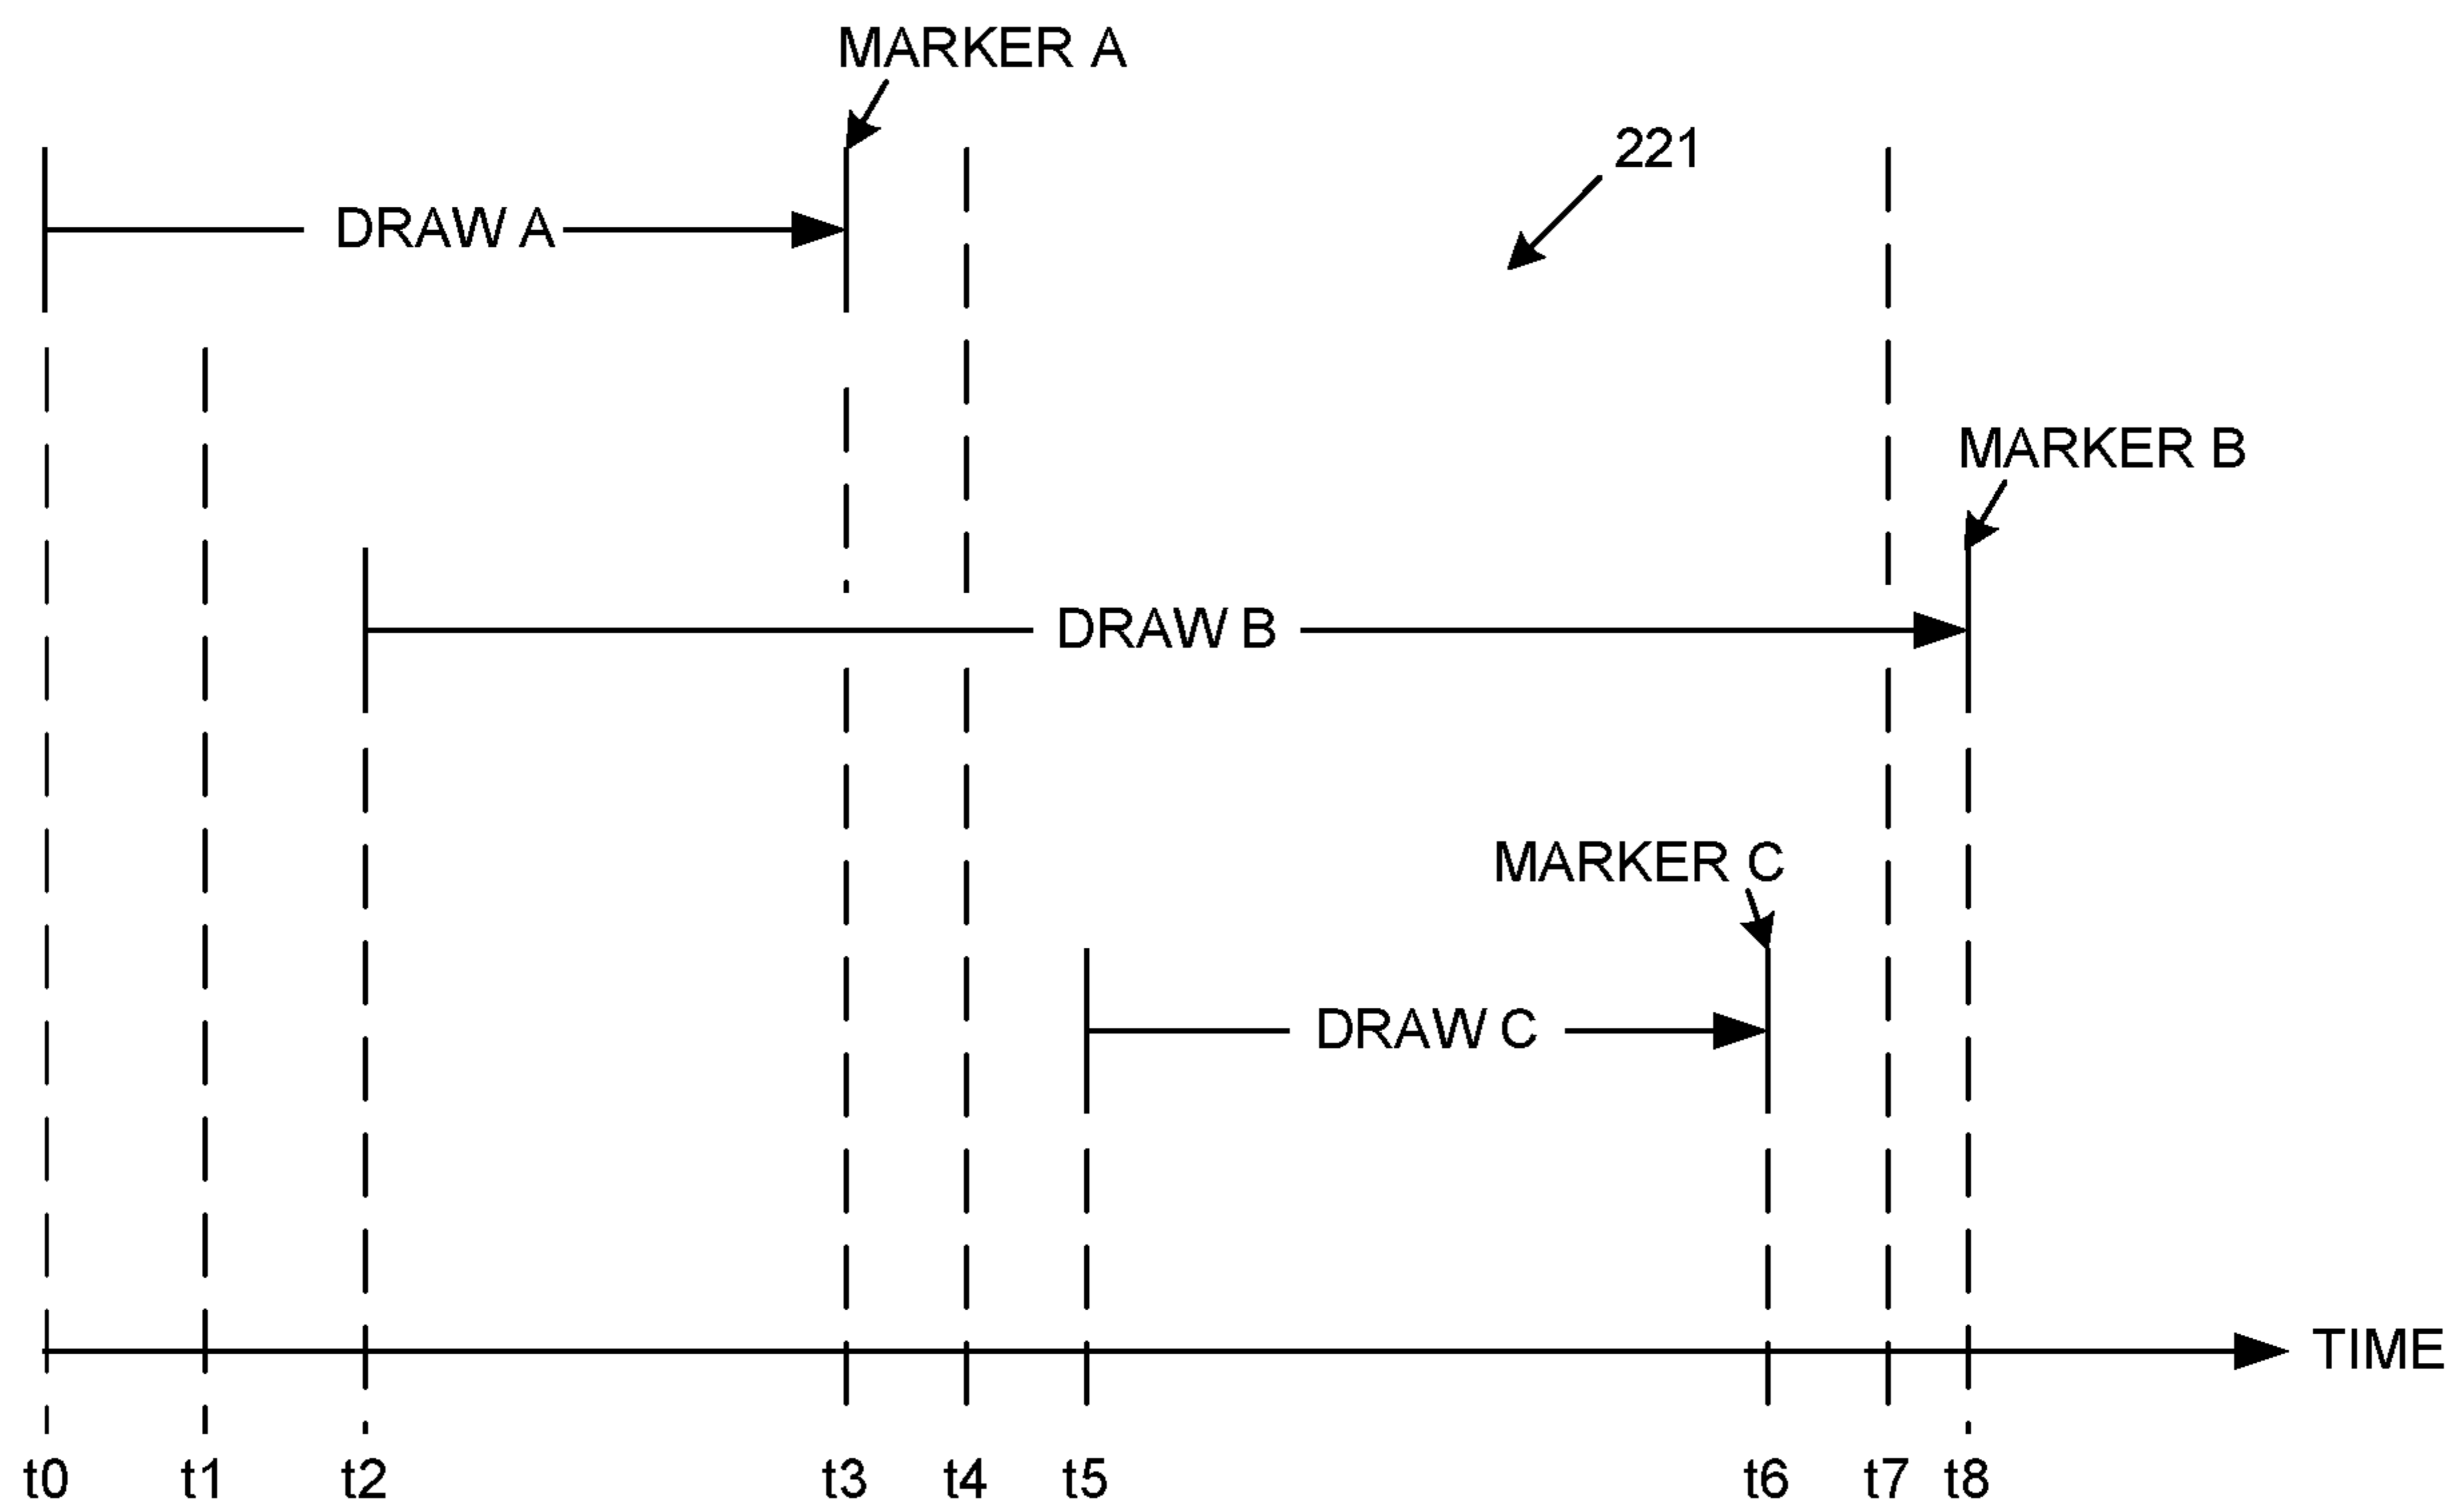 MARKER A
221
DRAW A
MARKER B
DRAW B
MARKER C
DRAW C
TIME
t0 t1 t2 t3 t4 t5 t6 t7 t8